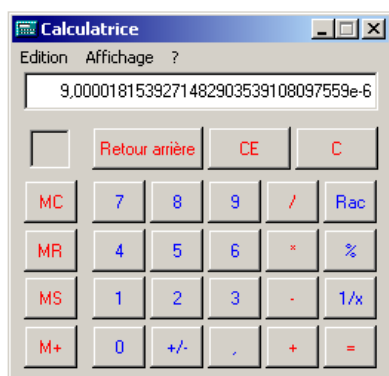 Calculatrice
Edition Affichage ?
9,0000181539271482903539108097559e-6
Retour arrière CE C
MC 7 8 9 / Rac
MR 4 5 6 * %
MS 1 2 3 - 1/x
M+ 0 +/- , + =